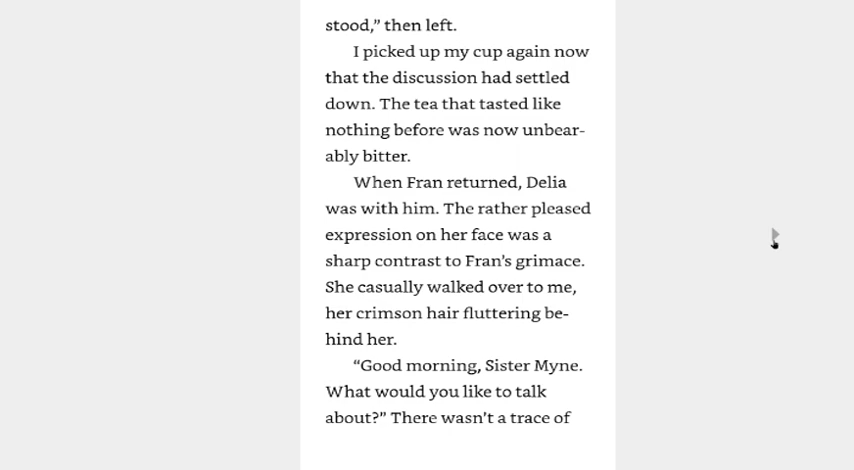 stood,” then left.
I picked up my cup again now
that the discussion had settled
down. The tea that tasted like
nothing before was now unbear-
ably bitter.
When Fran returned, Delia
was with him. The rather pleased
expression on her face was a
sharp contrast to Fran’s grimace.
She casually walked over to me,
her crimson hair fluttering be-
hind her.
“Good morning, Sister Myne.
What would you like to talk
about?” There wasn’t a trace of